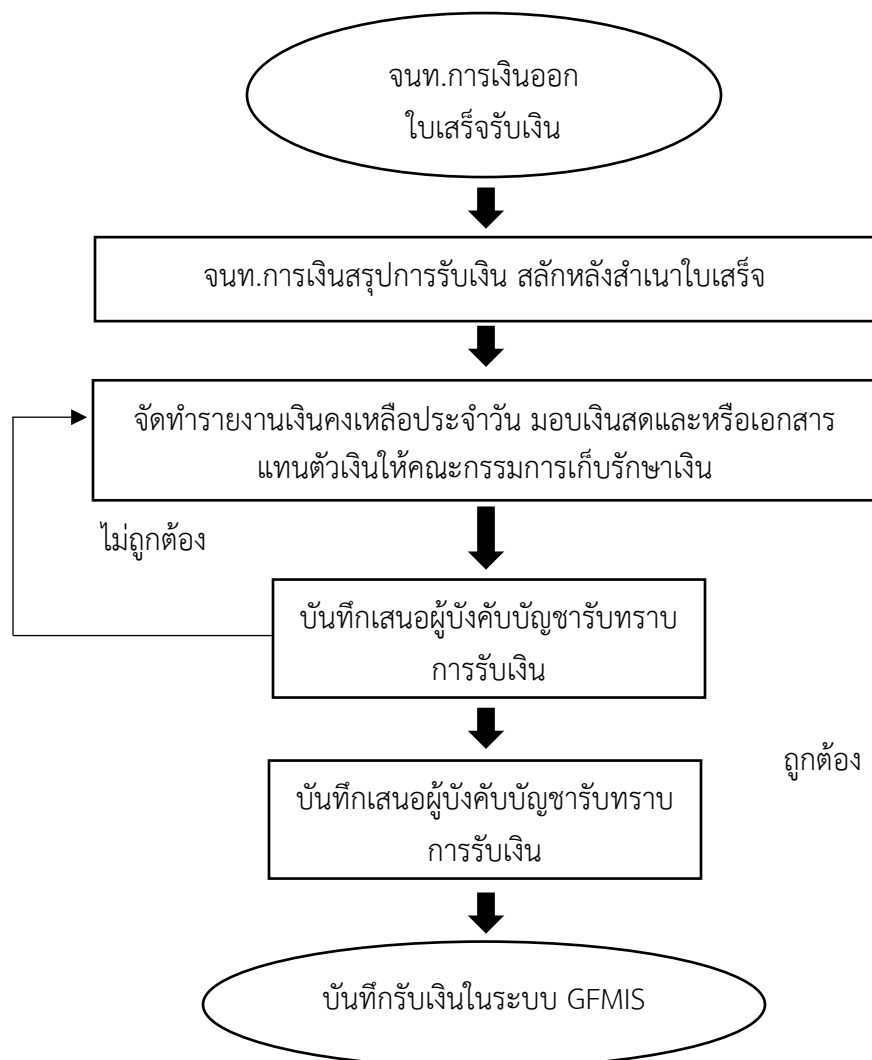 จนท.การเงินออก
ใบเสร็จรับเงิน
จนท.การเงินสรุปการรับเงิน สลักหลังสำเนาใบเสร็จ
จัดทำรายงานเงินคงเหลือประจำวัน มอบเงินสดและหรือเอกสาร
แทนตัวเงินให้คณะกรรมการเก็บรักษาเงิน
ไม่ถูกต้อง
บันทึกเสนอผู้บังคับบัญชารับทราบ
การรับเงิน
ถูกต้อง
บันทึกเสนอผู้บังคับบัญชารับทราบ
การรับเงิน
บันทึกรับเงินในระบบ GFMIS